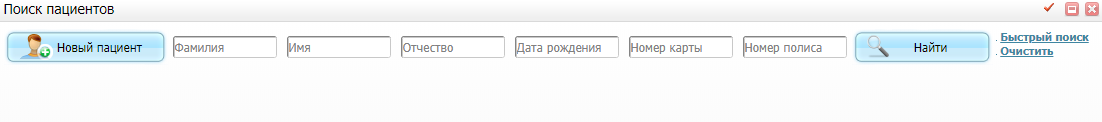 Поиск пациентов
Новый пациент
Фамилия
Имя
Отчество
Дата рождения
Номер карты
Номер полиса
Найти
. Быстрый поиск
. Очистить